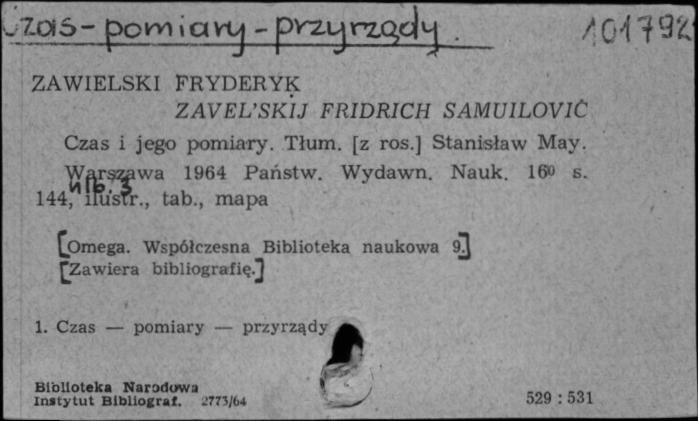 Czas - pomiary - przyrządy. 101792
ZAWIELSKI FRYDERYK
ZAVEL'SKIJ FRIDRICH SAMUILOVIČ
Czas i jego pomiary. Tłum. [z ros.] Stanisław May.
Warszawa 1964 Państw. Wydawn. Nauk. 16⁰ s.
144, nlb. 3 ilustr., tab., mapa
[Omega. Współczesna Biblioteka naukowa 9.]
[Zawiera bibliografię.]
1. Czas — pomiary — przyrządy
Biblioteka Narodowa
Instytut Bibliograf. 2773/64 529 : 531